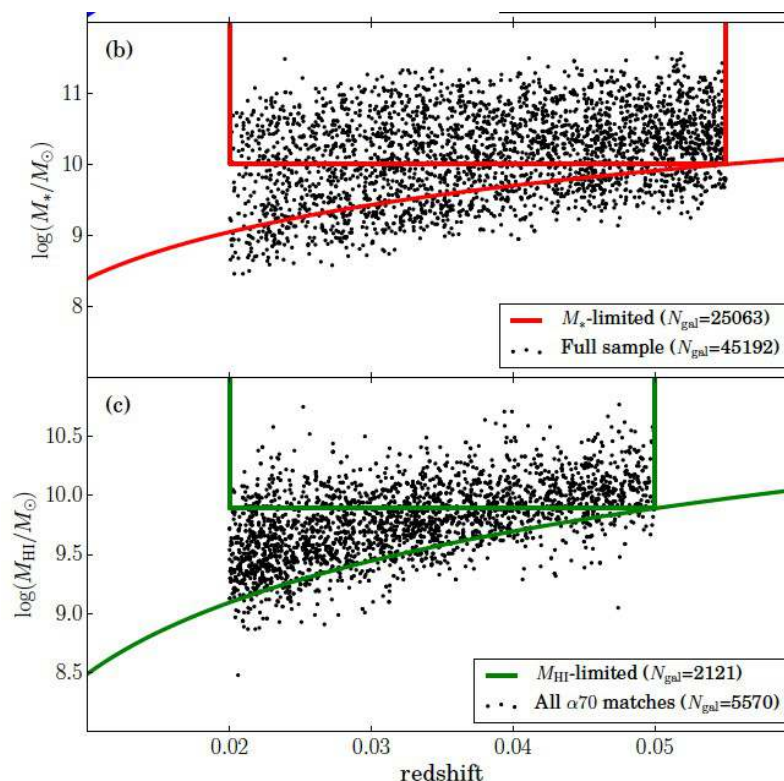 (b)
11
10
9
8
log(M*/M⊙)
M*-limited (Ngal=25063)
Full sample (Ngal=45192)
(c)
10.5
10.0
9.5
9.0
8.5
log(MHI/M⊙)
MHI-limited (Ngal=2121)
All α70 matches (Ngal=5570)
0.02 0.03 0.04 0.05
redshift